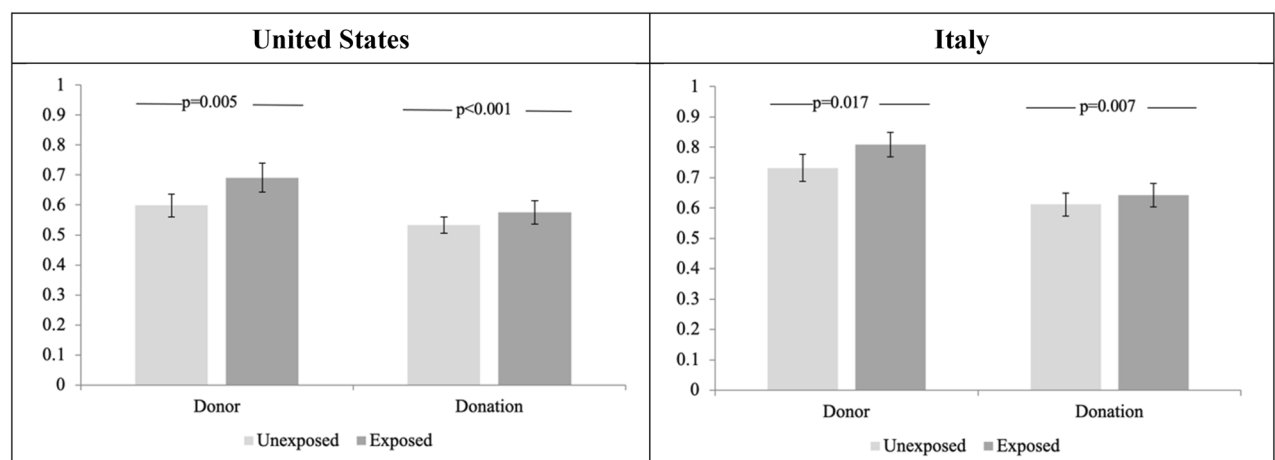 United States
Italy
1
0.9
0.8
0.7
0.6
0.5
0.4
0.3
0.2
0.1
0
p=0.005
p<0.001
Donor
Donation
Unexposed
Exposed
1
0.9
0.8
0.7
0.6
0.5
0.4
0.3
0.2
0.1
0
p=0.017
p=0.007
Donor
Donation
Unexposed
Exposed